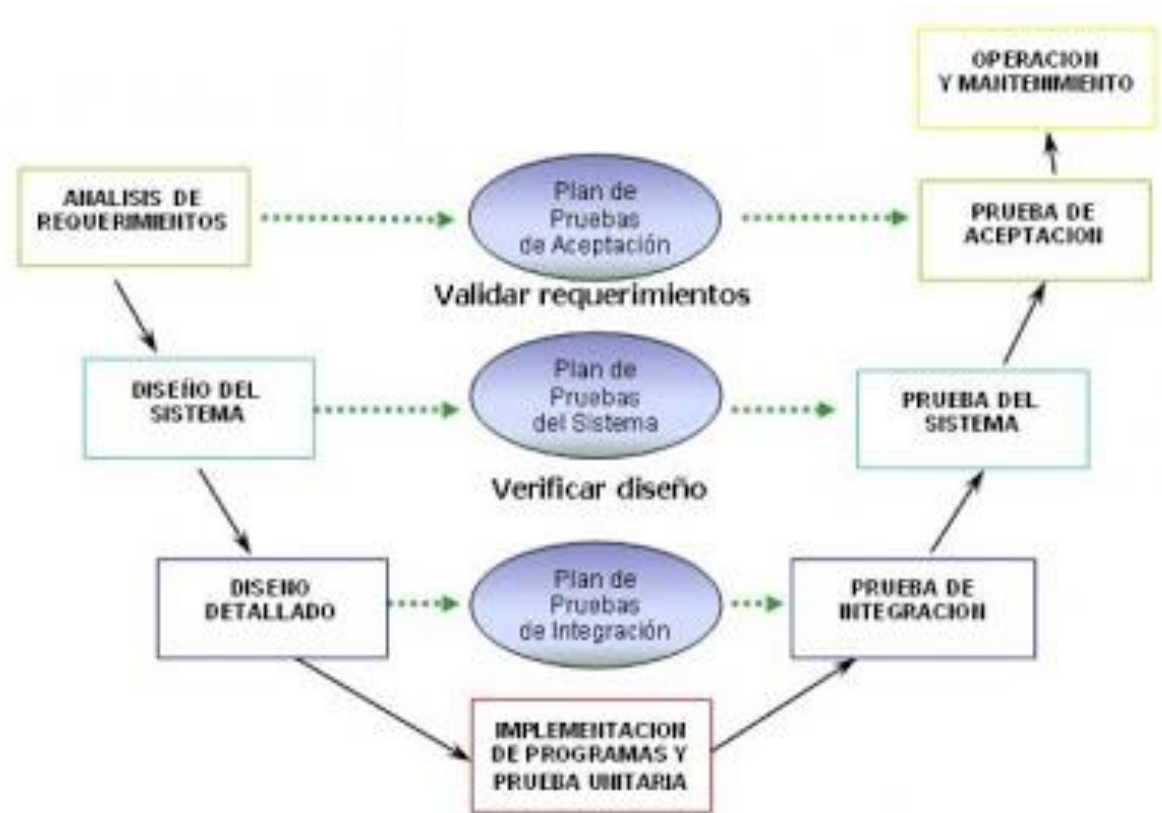 OPERACION
Y MANTENIMIENTO
ANALISIS DE
REQUERIMIENTOS
Plan de
Pruebas
de Aceptación
PRUEBA DE
ACEPTACION
Validar requerimientos
DISEÑO DEL
SISTEMA
Plan de
Pruebas
del Sistema
PRUEBA DEL
SISTEMA
Verificar diseño
DISEÑO
DETALLADO
Plan de
Pruebas
de Integración
PRUEBA DE
INTEGRACION
IMPLEMENTACION
DE PROGRAMAS Y
PRUEBA UNITARIA